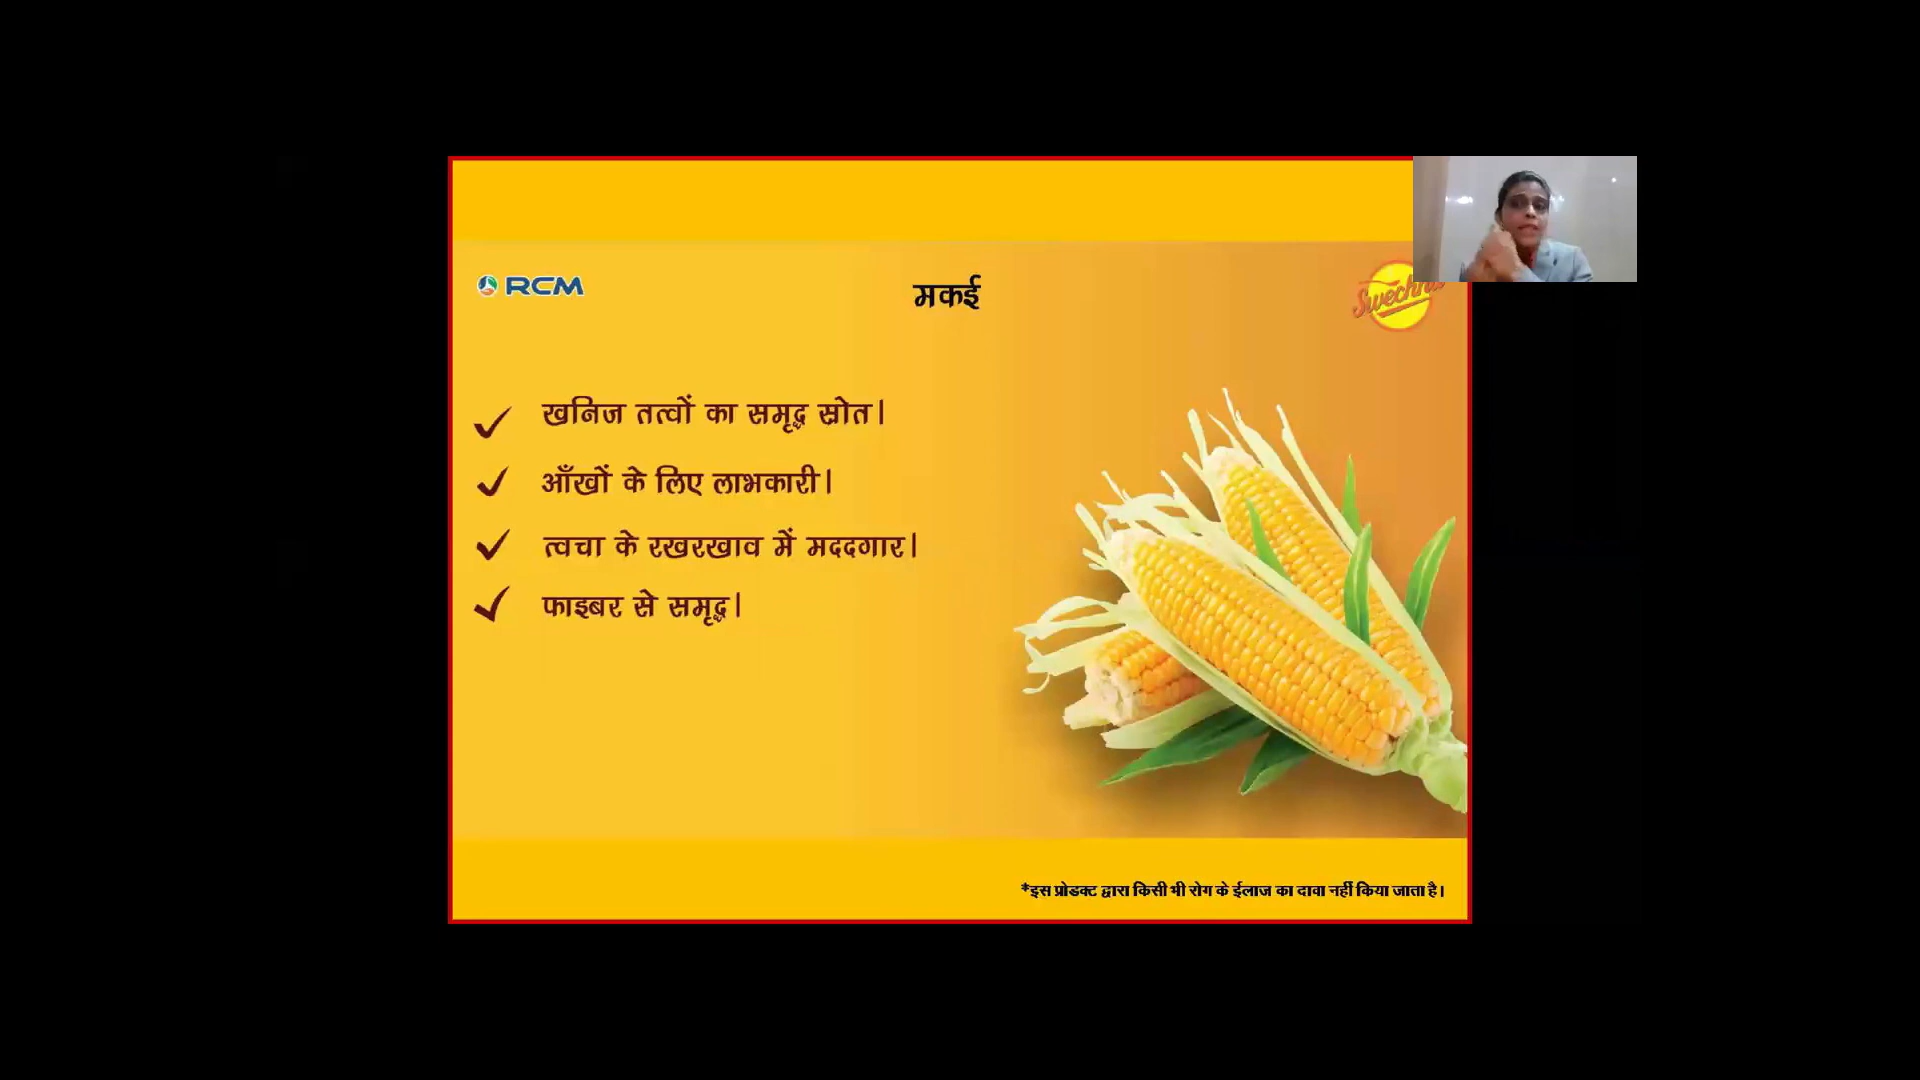 RCM
मकई
खनिज तत्वों का समृद्ध स्रोत।
आँखों के लिए लाभकारी।
त्वचा के रखरखाव में मददगार।
फाइबर से समृद्ध।
*इस प्रोडक्ट द्वारा किसी भी रोग के ईलाज का दावा नहीं किया जाता है।